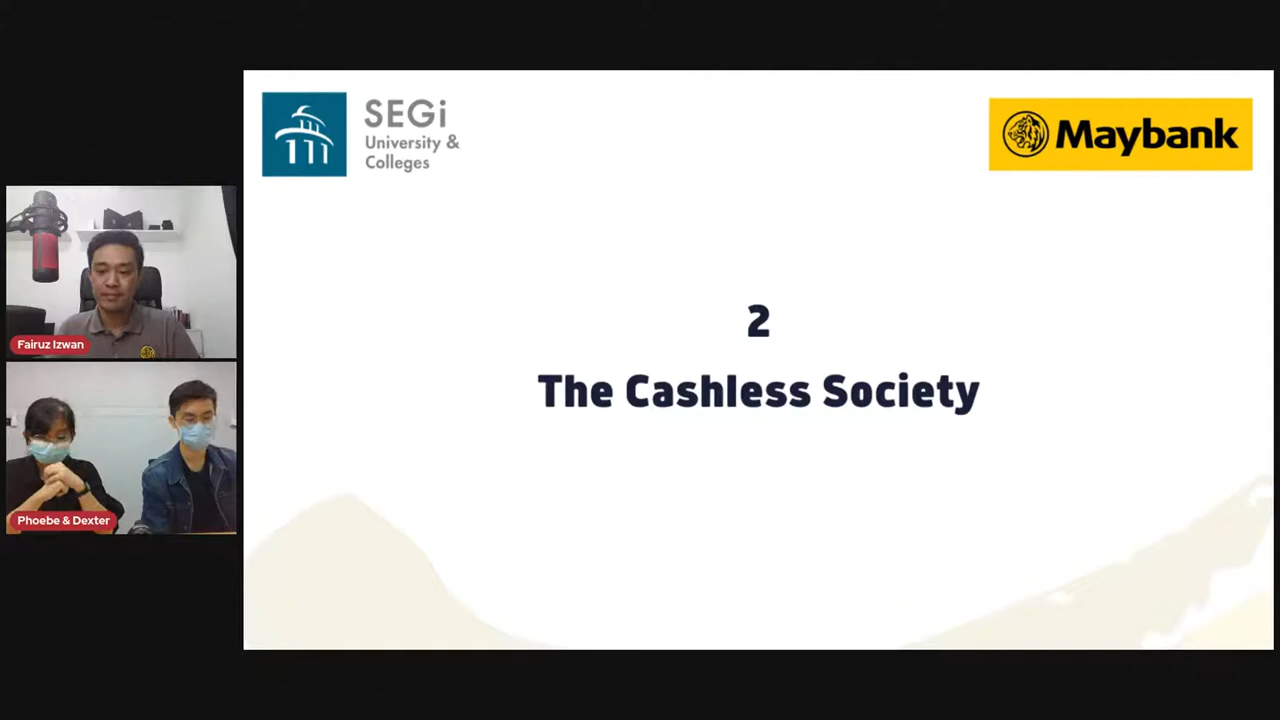 SEGi
University &
Colleges
Maybank
Fairuz Izwan
Phoebe & Dexter
2
The Cashless Society